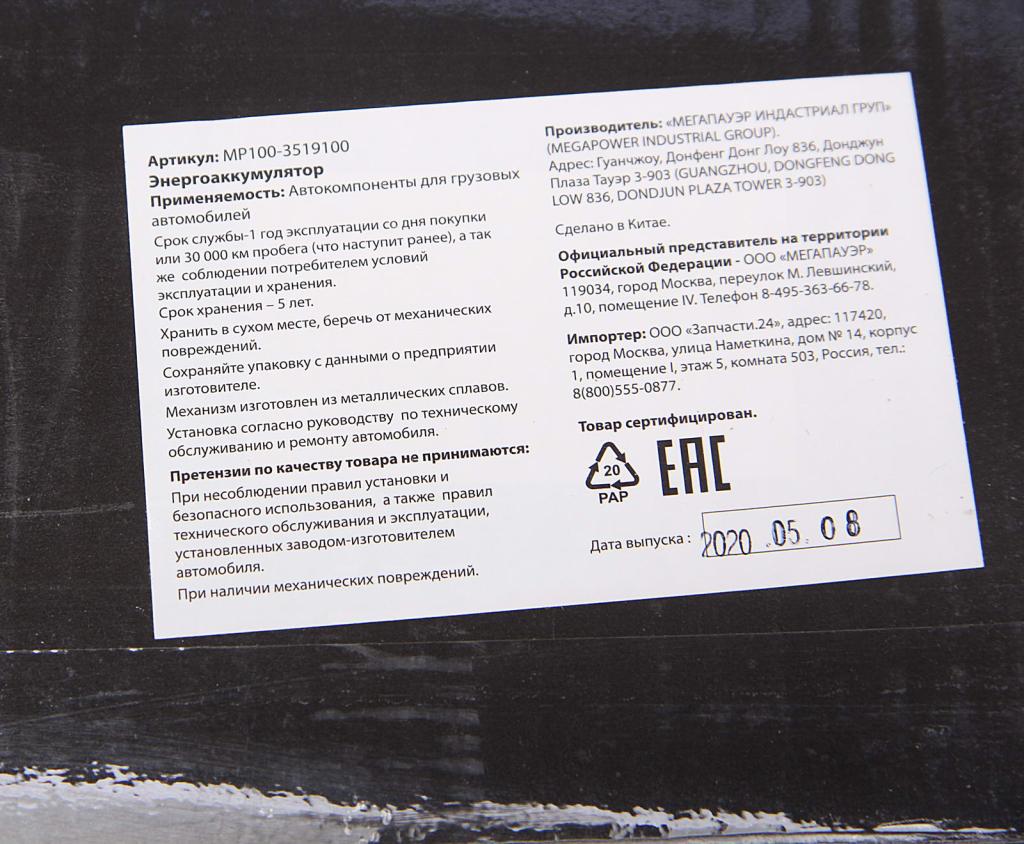 Артикул: MP100-3519100
Энергоаккумулятор
Применяемость: Автокомпоненты для грузовых
автомобилей
Срок службы-1 год эксплуатации со дня покупки
или 30 000 км пробега (что наступит ранее), а так
же соблюдении потребителем условий
эксплуатации и хранения.
Срок хранения – 5 лет.
Хранить в сухом месте, беречь от механических
повреждений.
Сохраняйте упаковку с данными о предприятии
изготовителе.
Механизм изготовлен из металлических сплавов.
Установка согласно руководству по техническому
обслуживанию и ремонту автомобиля.
Претензии по качеству товара не принимаются:
При несоблюдении правил установки и
безопасного использования, а также правил
технического обслуживания и эксплуатации,
установленных заводом-изготовителем
автомобиля.
При наличии механических повреждений.
Производитель: «МЕГАПАУЭР ИНДАСТРИАЛ ГРУП»
(MEGAPOWER INDUSTRIAL GROUP).
Адрес: Гуанчжоу, Донфенг Донг Лоу 836, Донджун
Плаза Тауэр 3-903 (GUANGZHOU, DONGFENG DONG
LOW 836, DONDJUN PLAZA TOWER 3-903)
Сделано в Китае.
Официальный представитель на территории
Российской Федерации - ООО «МЕГАПАУЭР»
119034, город Москва, переулок М. Левшинский,
д.10, помещение IV. Телефон 8-495-363-66-78.
Импортер: ООО «Запчасти.24», адрес: 117420,
город Москва, улица Наметкина, дом № 14, корпус
1, помещение I, этаж 5, комната 503, Россия, тел.:
8(800)555-0877.
Товар сертифицирован.
20
PAP
EAC
Дата выпуска : 2020 .05. 08